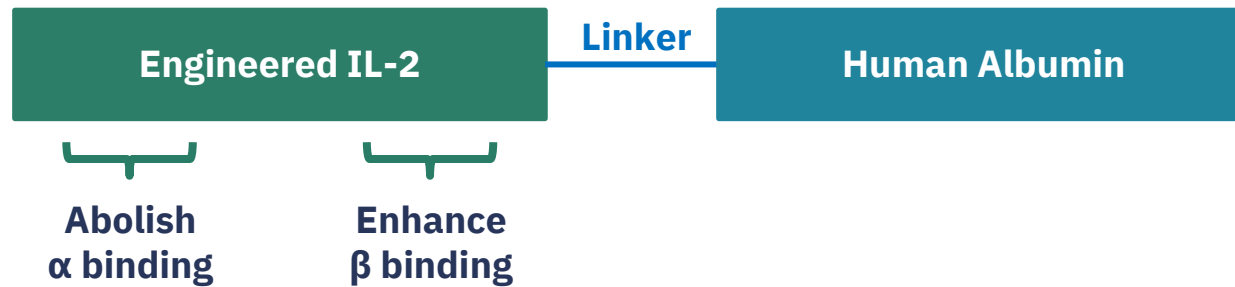 Engineered IL-2
Linker
Human Albumin
Abolish
α binding
Enhance
β binding